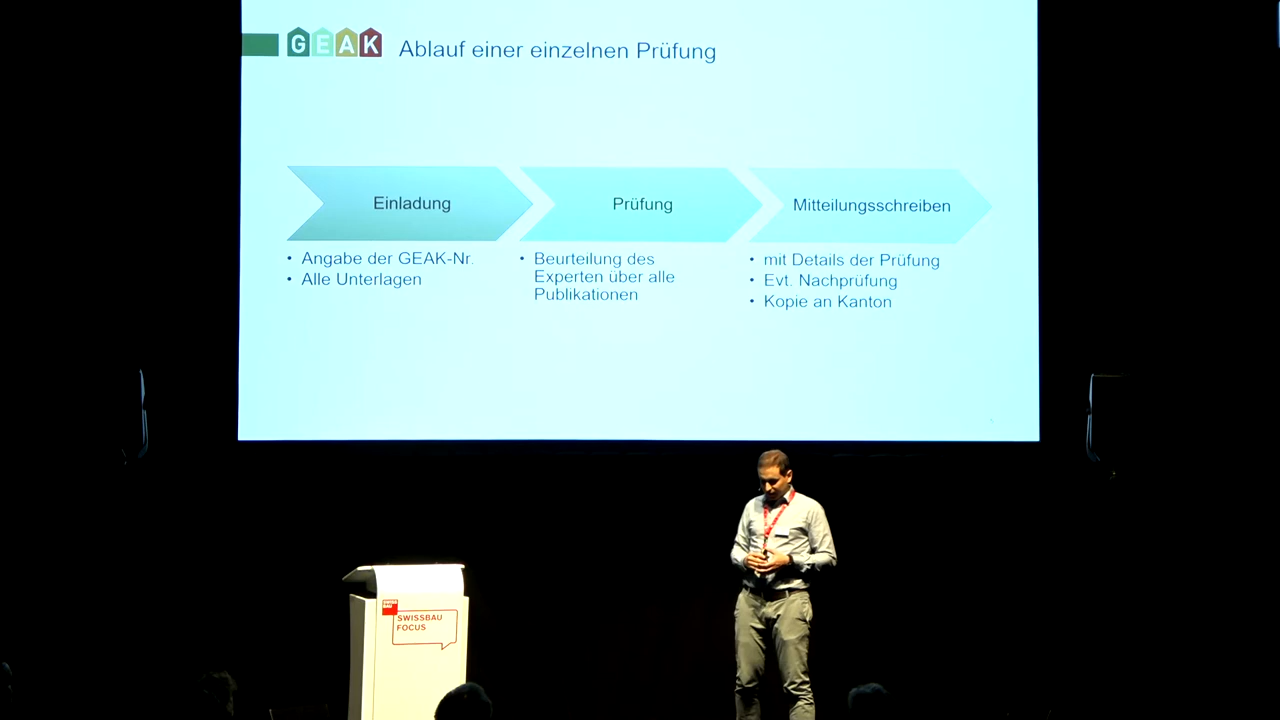 GEAK Ablauf einer einzelnen Prüfung
Einladung
Prüfung
Mitteilungsschreiben
• Angabe der GEAK-Nr.
• Alle Unterlagen
• Beurteilung des
Experten über alle
Publikationen
• mit Details der Prüfung
• Evt. Nachprüfung
• Kopie an Kanton
SWISSBAU
FOCUS